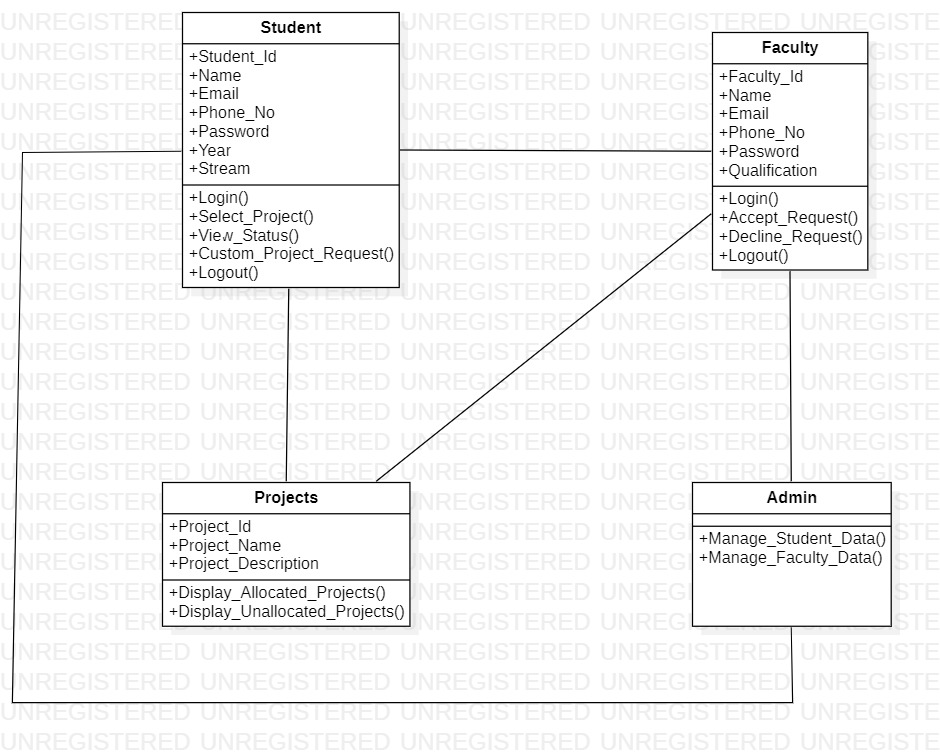 Student
+Student_Id
+Name
+Email
+Phone_No
+Password
+Year
+Stream
+Login()
+Select_Project()
+View_Status()
+Custom_Project_Request()
+Logout()
Faculty
+Faculty_Id
+Name
+Email
+Phone_No
+Password
+Qualification
+Login()
+Accept_Request()
+Decline_Request()
+Logout()
Projects
+Project_Id
+Project_Name
+Project_Description
+Display_Allocated_Projects()
+Display_Unallocated_Projects()
Admin
+Manage_Student_Data()
+Manage_Faculty_Data()
UNREGISTERED